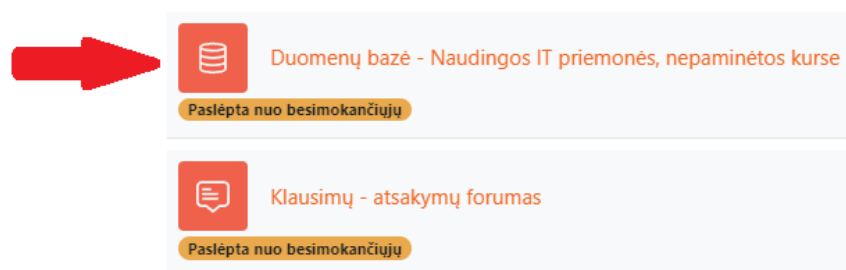 Duomenų bazė - Naudingos IT priemonės, nepaminėtos kurse
Paslėpta nuo besimokančiųjų
Klausimų - atsakymų forumas
Paslėpta nuo besimokančiųjų